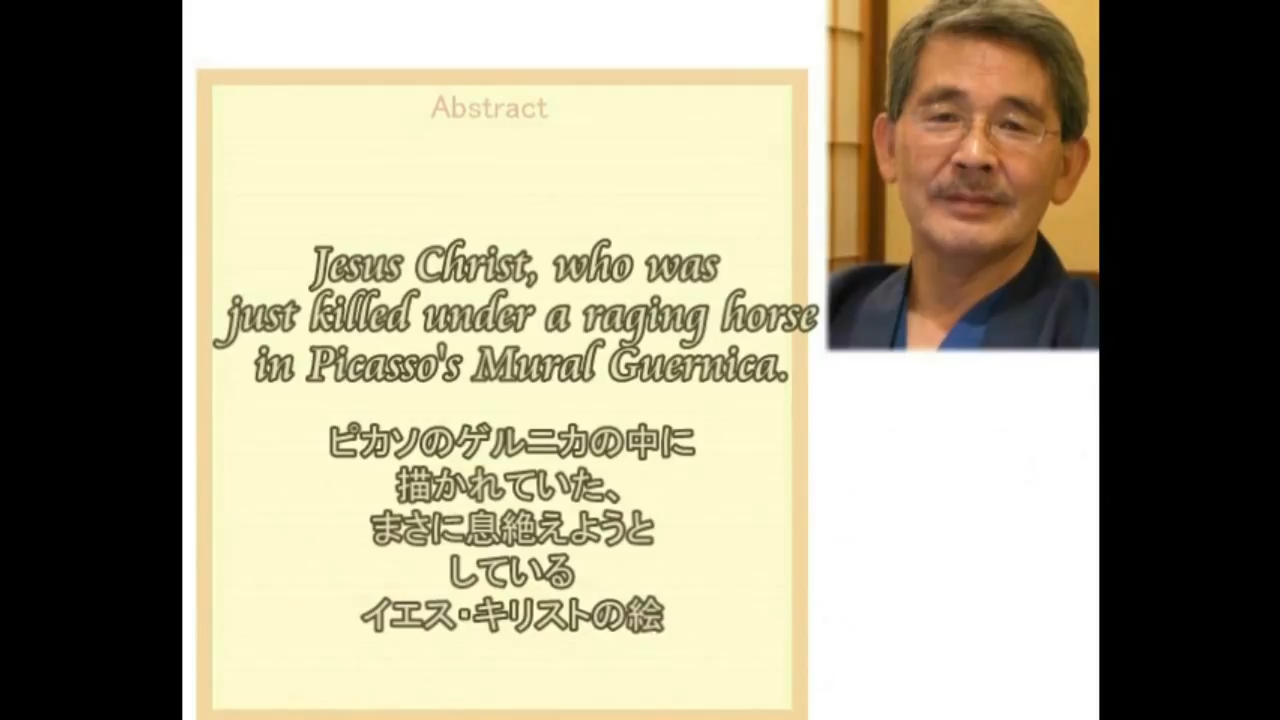 Abstract
Jesus Christ, who was
just killed under a raging horse
in Picasso's Mural Guernica.
ピカソのゲルニカの中に
描かれていた、
まさに息絶えようと
している
イエス・キリストの絵